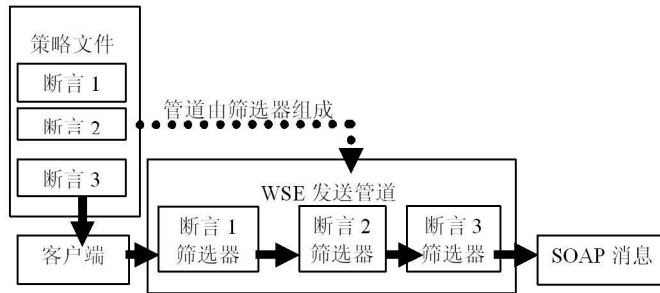 策略文件
断言 1
断言 2
断言 3
管道由筛选器组成
WSE 发送管道
断言 1
筛选器
断言 2
筛选器
断言 3
筛选器
客户端
SOAP 消息